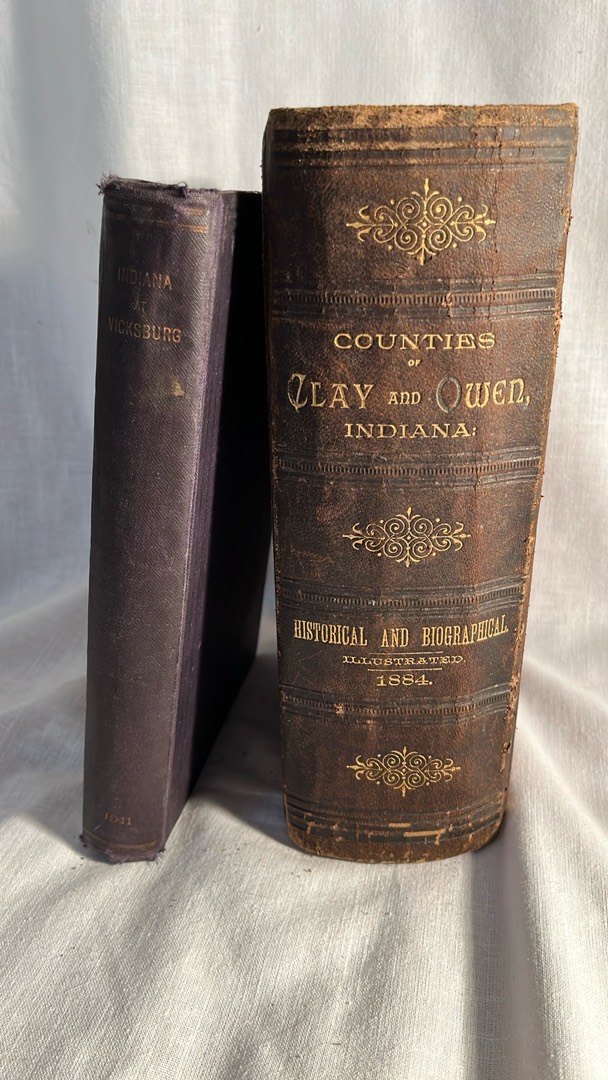 INDIANA
AT
VICKSBURG
1911
COUNTIES
OF
CLAY AND OWEN,
INDIANA:
HISTORICAL AND BIOGRAPHICAL.
ILLUSTRATED.
1884.